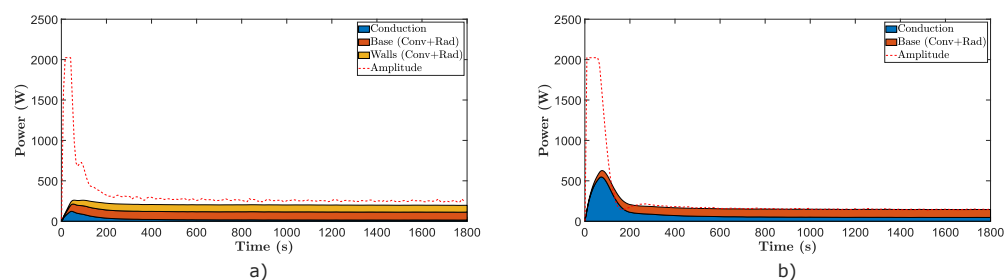 2500
2000
1500
1000
500
0
Power (W)
0 200 400 600 800 1000 1200 1400 1600 1800
Time (s)
Conduction
Base (Conv+Rad)
Walls (Conv+Rad)
Amplitude
a)
2500
2000
1500
1000
500
0
Power (W)
0 200 400 600 800 1000 1200 1400 1600 1800
Time (s)
Conduction
Base (Conv+Rad)
Amplitude
b)